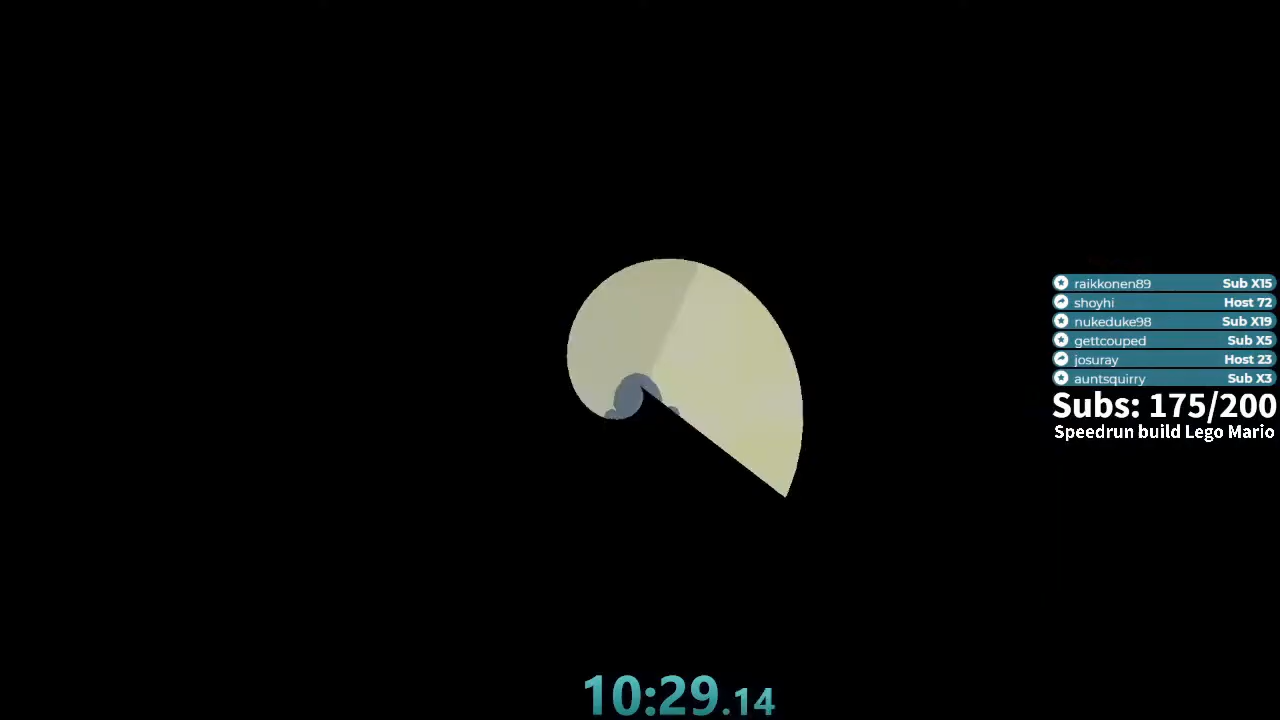 raikkonen89 Sub X15
shoyhi Host 72
nukeduke98 Sub X19
gettcouped Sub X5
josuray Host 23
auntsquirry Sub X3
Subs: 175/200
Speedrun build Lego Mario
10:29.14